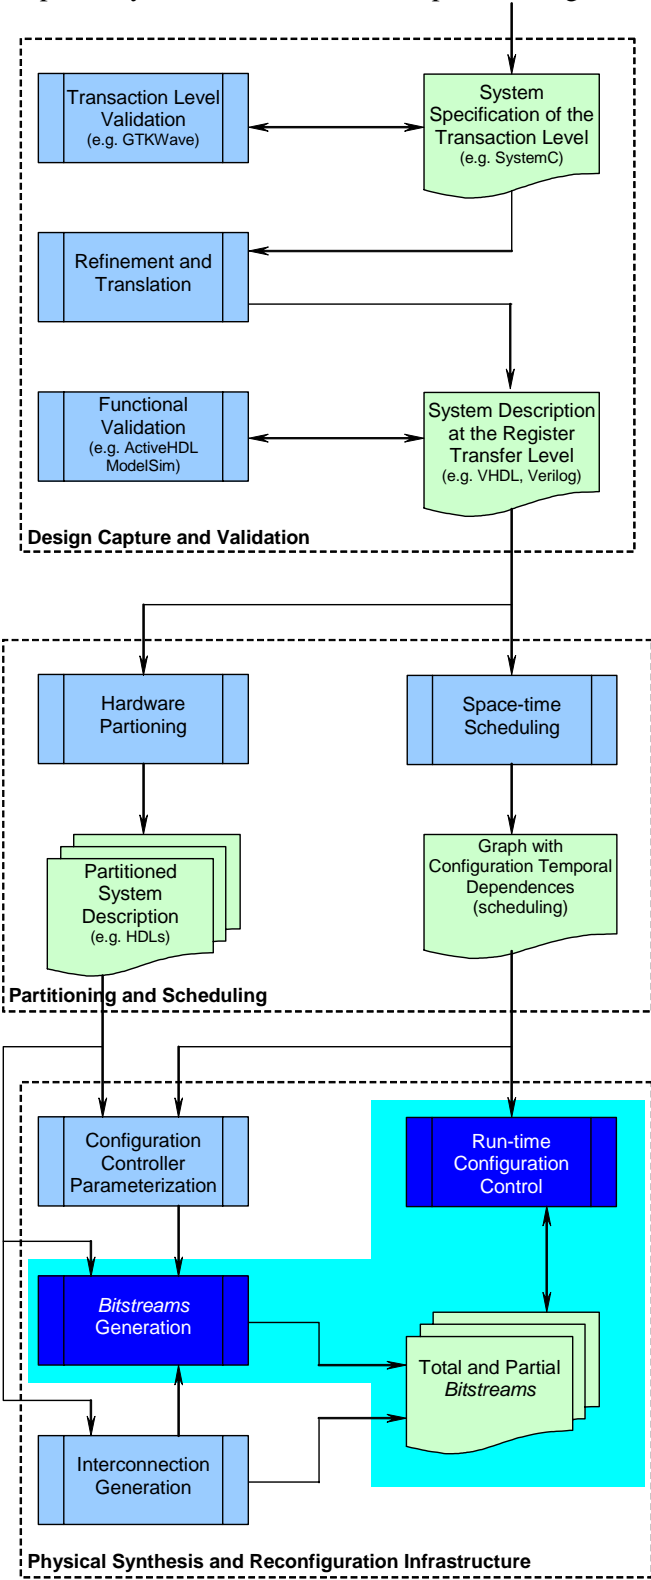 Transaction Level
Validation
(e.g. GTKWave)
System
Specification of the
Transaction Level
(e.g. SystemC)
Refinement and
Translation
Functional
Validation
(e.g. ActiveHDL
ModelSim)
System Description
at the Register
Transfer Level
(e.g. VHDL, Verilog)
Design Capture and Validation
Hardware
Partioning
Space-time
Scheduling
Partitioned
System
Description
(e.g. HDLs)
Graph with
Configuration Temporal
Dependences
(scheduling)
Partitioning and Scheduling
Configuration
Controller
Parameterization
Run-time
Configuration
Control
Bitstreams
Generation
Total and Partial
Bitstreams
Interconnection
Generation
Physical Synthesis and Reconfiguration Infrastructure